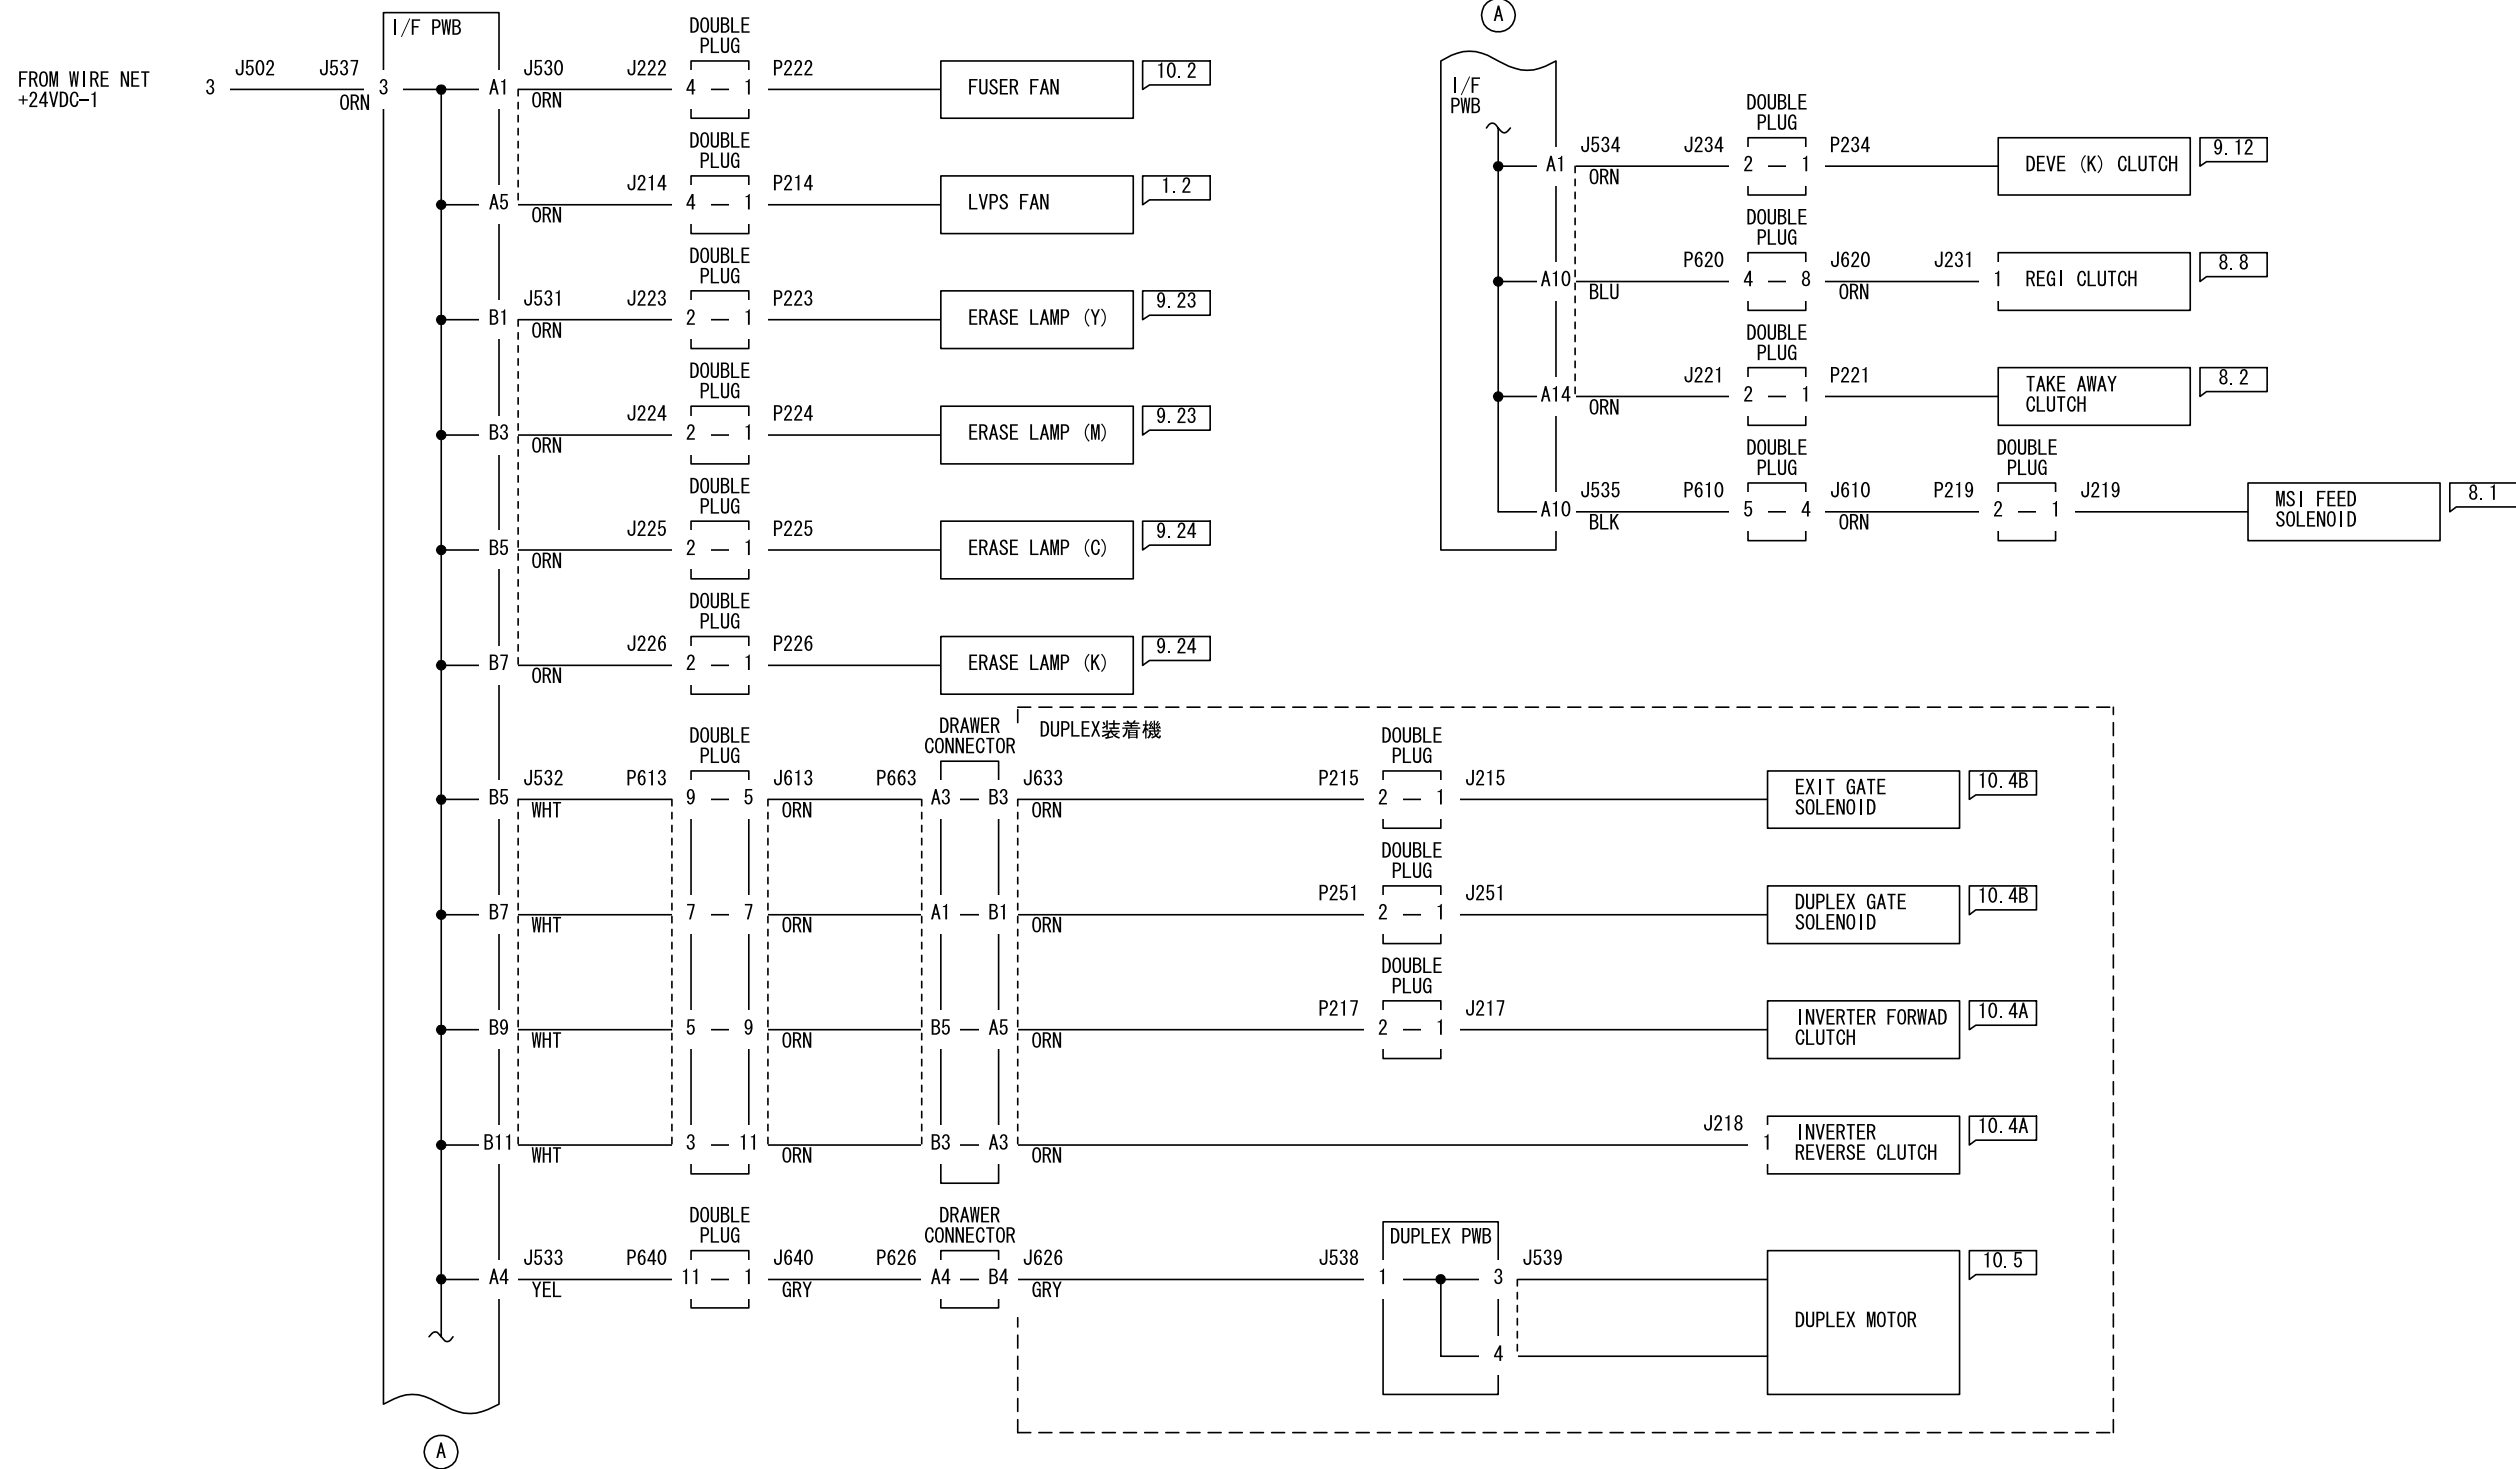 I/F PWB
FROM WIRE NET
+24VDC-1
3
J502
J537
ORN
3
A1
J530
ORN
J222
DOUBLE
PLUG
4 — 1
P222
FUSER FAN
10.2
A5
ORN
J214
DOUBLE
PLUG
4 — 1
P214
LVPS FAN
1.2
B1
J531
ORN
J223
DOUBLE
PLUG
2 — 1
P223
ERASE LAMP (Y)
9.23
B3
ORN
J224
DOUBLE
PLUG
2 — 1
P224
ERASE LAMP (M)
9.23
B5
ORN
J225
DOUBLE
PLUG
2 — 1
P225
ERASE LAMP (C)
9.24
B7
ORN
J226
DOUBLE
PLUG
2 — 1
P226
ERASE LAMP (K)
9.24
DUPLEX装着機
B5
J532
WHT
P613
DOUBLE
PLUG
9 — 5
J613
ORN
P663
DRAWER
CONNECTOR
A3 — B3
J633
ORN
P215
DOUBLE
PLUG
2 — 1
J215
EXIT GATE
SOLENOID
10.4B
B7
WHT
7 — 7
ORN
A1 — B1
ORN
P251
DOUBLE
PLUG
2 — 1
J251
DUPLEX GATE
SOLENOID
10.4B
B9
WHT
5 — 9
ORN
B5 — A5
ORN
P217
DOUBLE
PLUG
2 — 1
J217
INVERTER FORWAD
CLUTCH
10.4A
B11
WHT
3 — 11
ORN
B3 — A3
ORN
J218
1
INVERTER
REVERSE CLUTCH
10.4A
A4
J533
YEL
P640
DOUBLE
PLUG
11 — 1
J640
GRY
P626
DRAWER
CONNECTOR
A4 — B4
J626
GRY
J538
DUPLEX PWB
1
3
J539
4
DUPLEX MOTOR
10.5
A
A
I/F
PWB
A1
J534
ORN
J234
DOUBLE
PLUG
2 — 1
P234
DEVE (K) CLUTCH
9.12
A10
BLU
P620
DOUBLE
PLUG
4 — 8
J620
ORN
J231
1
REGI CLUTCH
8.8
A14
ORN
J221
DOUBLE
PLUG
2 — 1
P221
TAKE AWAY
CLUTCH
8.2
A10
J535
BLK
P610
DOUBLE
PLUG
5 — 4
J610
ORN
P219
DOUBLE
PLUG
2 — 1
J219
MSI FEED
SOLENOID
8.1